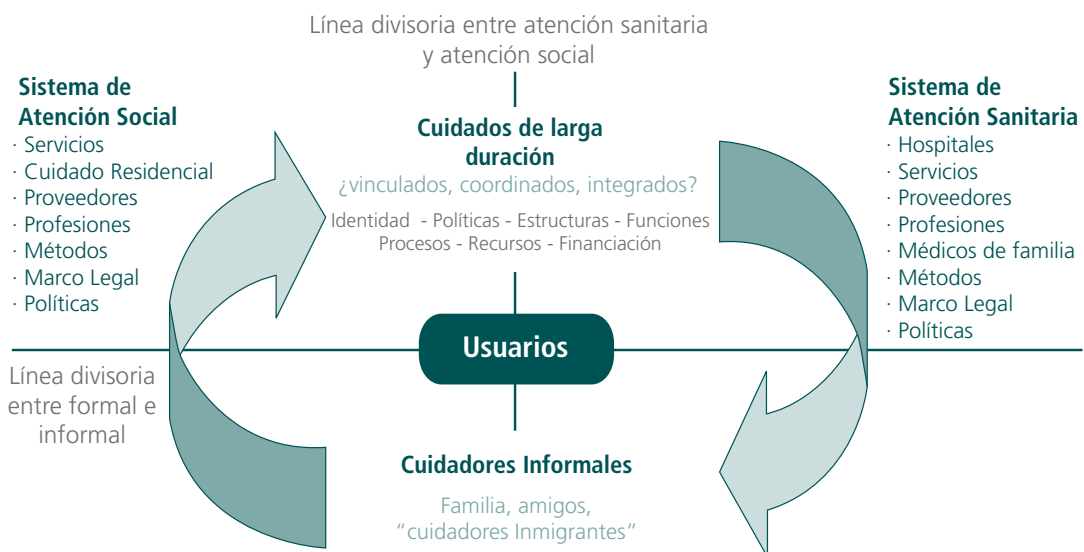 Línea divisoria entre atención sanitaria
y atención social
Sistema de
Atención Social
· Servicios
· Cuidado Residencial
· Proveedores
· Profesiones
· Métodos
· Marco Legal
· Políticas
Cuidados de larga
duración
¿vinculados, coordinados, integrados?
Identidad - Políticas - Estructuras - Funciones
Procesos - Recursos - Financiación
Sistema de
Atención Sanitaria
· Hospitales
· Servicios
· Proveedores
· Profesiones
· Médicos de familia
· Métodos
· Marco Legal
· Políticas
Usuarios
Línea divisoria
entre formal e
informal
Cuidadores Informales
Familia, amigos,
“cuidadores Inmigrantes”